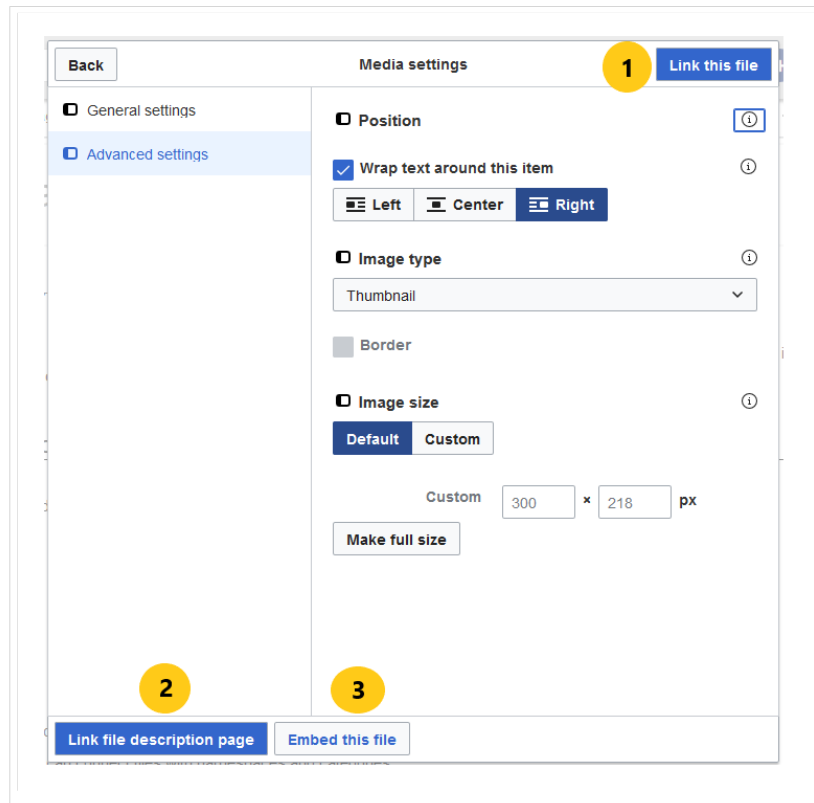 Back Media settings 1 Link this file
General settings
Advanced settings
Position
Wrap text around this item
Left Center Right
Image type
Thumbnail
Border
Image size
Default Custom
Custom 300 × 218 px
Make full size
2 3
Link file description page Embed this file